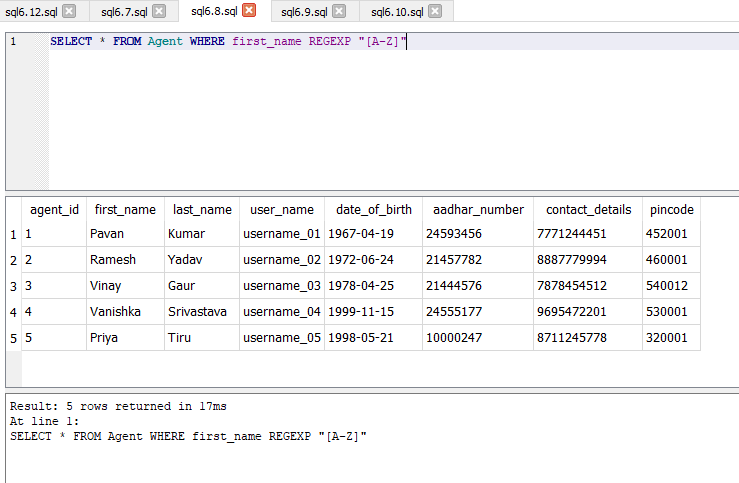 sql6.12.sql sql6.7.sql sql6.8.sql sql6.9.sql sql6.10.sql
1 SELECT * FROM Agent WHERE first_name REGEXP "[A-Z]"
agent_id first_name last_name user_name date_of_birth aadhar_number contact_details pincode
1 1 Pavan Kumar username_01 1967-04-19 24593456 7771244451 452001
2 2 Ramesh Yadav username_02 1972-06-24 21457782 8887779994 460001
3 3 Vinay Gaur username_03 1978-04-25 21444576 7878454512 540012
4 4 Vanishka Srivastava username_04 1999-11-15 24555177 9695472201 530001
5 5 Priya Tiru username_05 1998-05-21 10000247 8711245778 320001
Result: 5 rows returned in 17ms
At line 1:
SELECT * FROM Agent WHERE first_name REGEXP "[A-Z]"